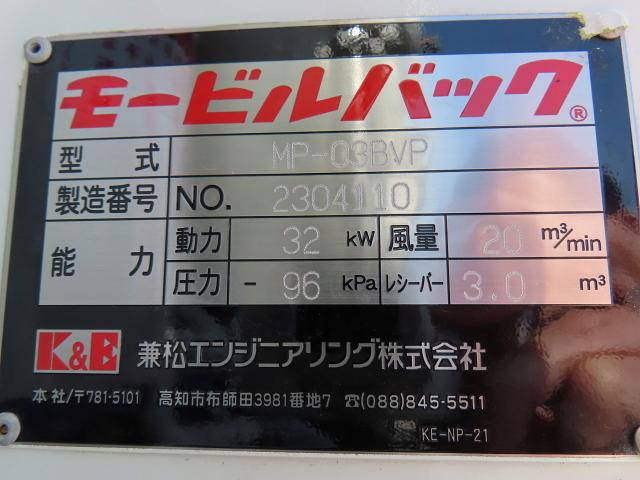 モービルバック®
型式 MP-03BVP
製造番号 NO. 2304110
能力 動力 32 kW 風量 20 m³/min
圧力 - 96 kPa レシーバー 3.0 m³
K&E 兼松エンジニアリング株式会社
本社/〒781-5101 高知市布師田3981番地7 ☎(088)845-5511
KE-NP-21